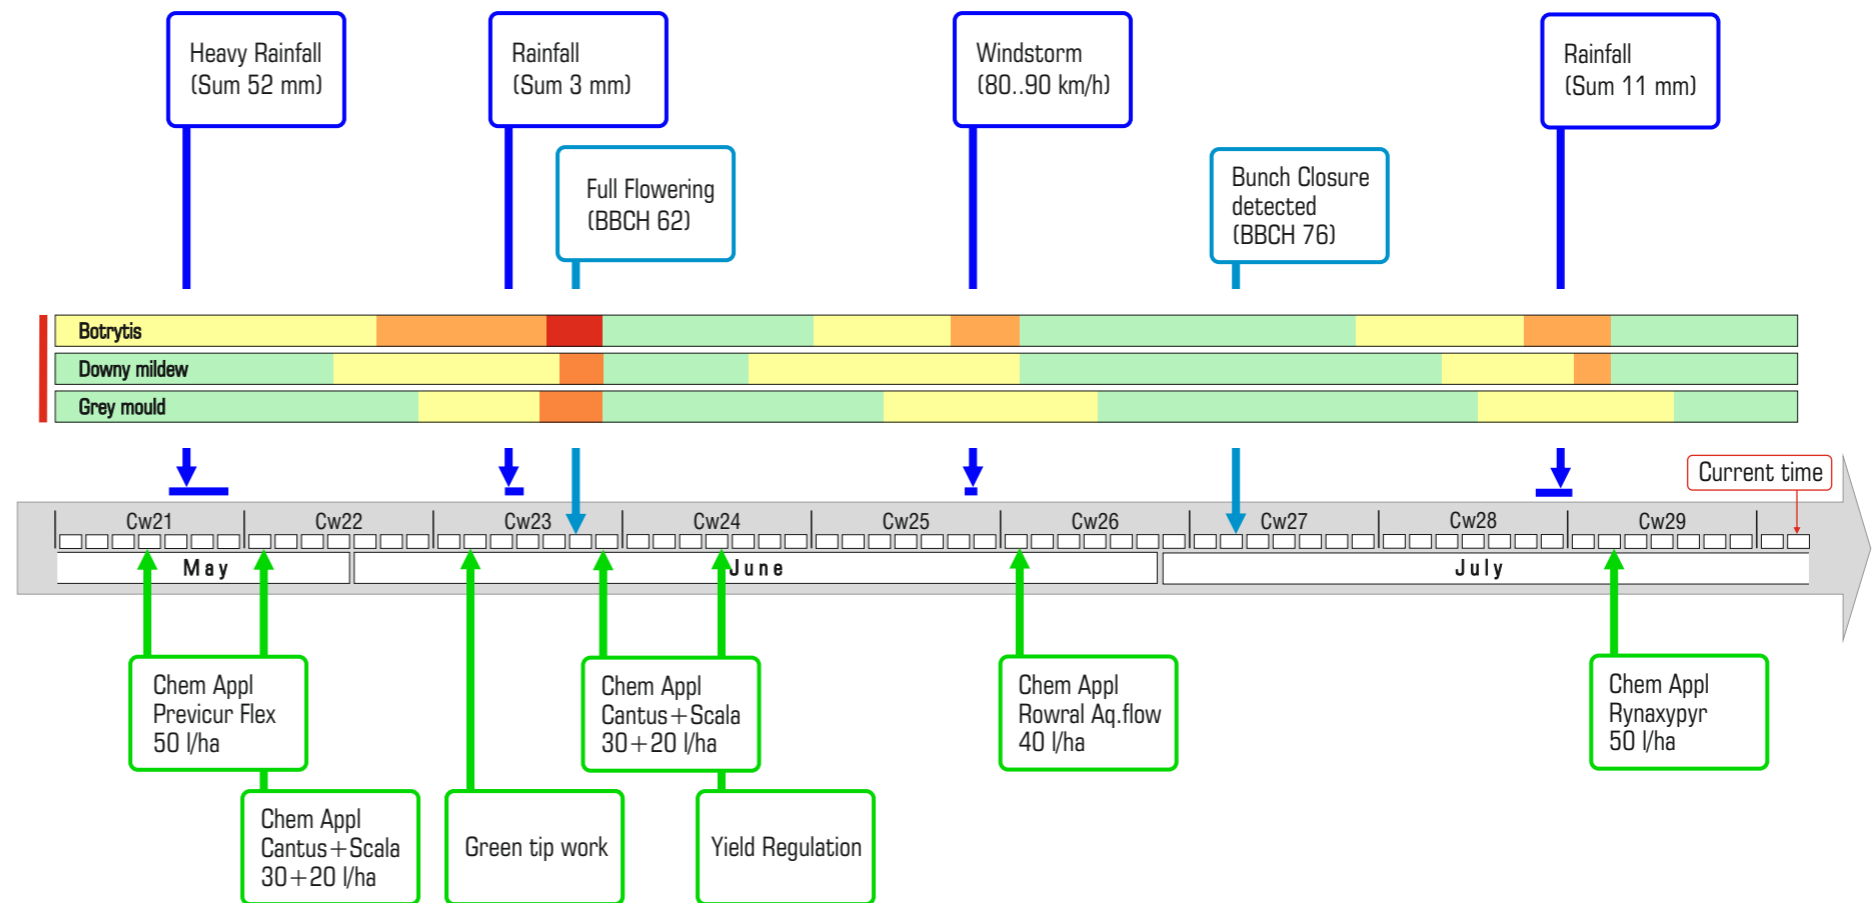 Heavy Rainfall
(Sum 52 mm)
Rainfall
(Sum 3 mm)
Windstorm
(80..90 km/h)
Rainfall
(Sum 11 mm)
Full Flowering
(BBCH 62)
Bunch Closure
detected
(BBCH 76)
Botrytis
Downy mildew
Grey mould
Current time
Cw21 Cw22 Cw23 Cw24 Cw25 Cw26 Cw27 Cw28 Cw29
May June July
Chem Appl
Previcur Flex
50 l/ha
Chem Appl
Cantus+Scala
30+20 l/ha
Chem Appl
Rowral Aq.flow
40 l/ha
Chem Appl
Rynaxypyr
50 l/ha
Chem Appl
Cantus+Scala
30+20 l/ha
Green tip work
Yield Regulation